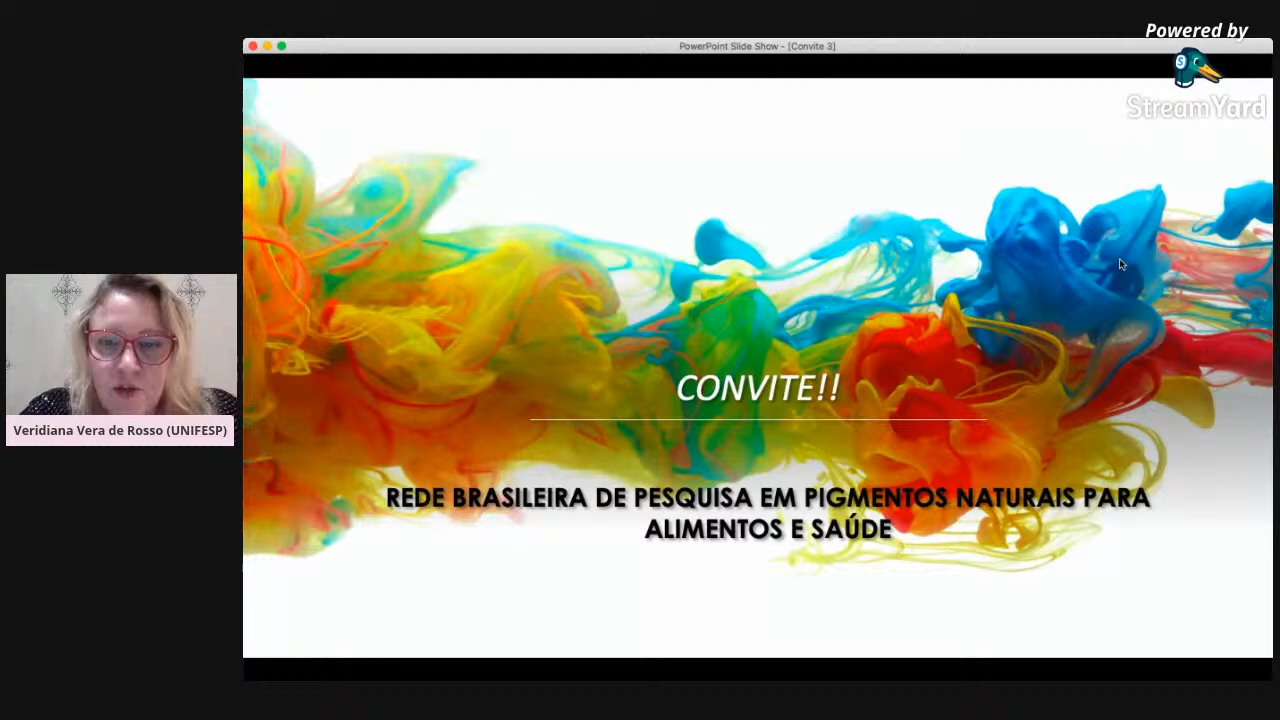 Powered by
StreamYard
PowerPoint Slide Show - [Convite 3]
CONVITE!!
REDE BRASILEIRA DE PESQUISA EM PIGMENTOS NATURAIS PARA
ALIMENTOS E SAÚDE
Veridiana Vera de Rosso (UNIFESP)